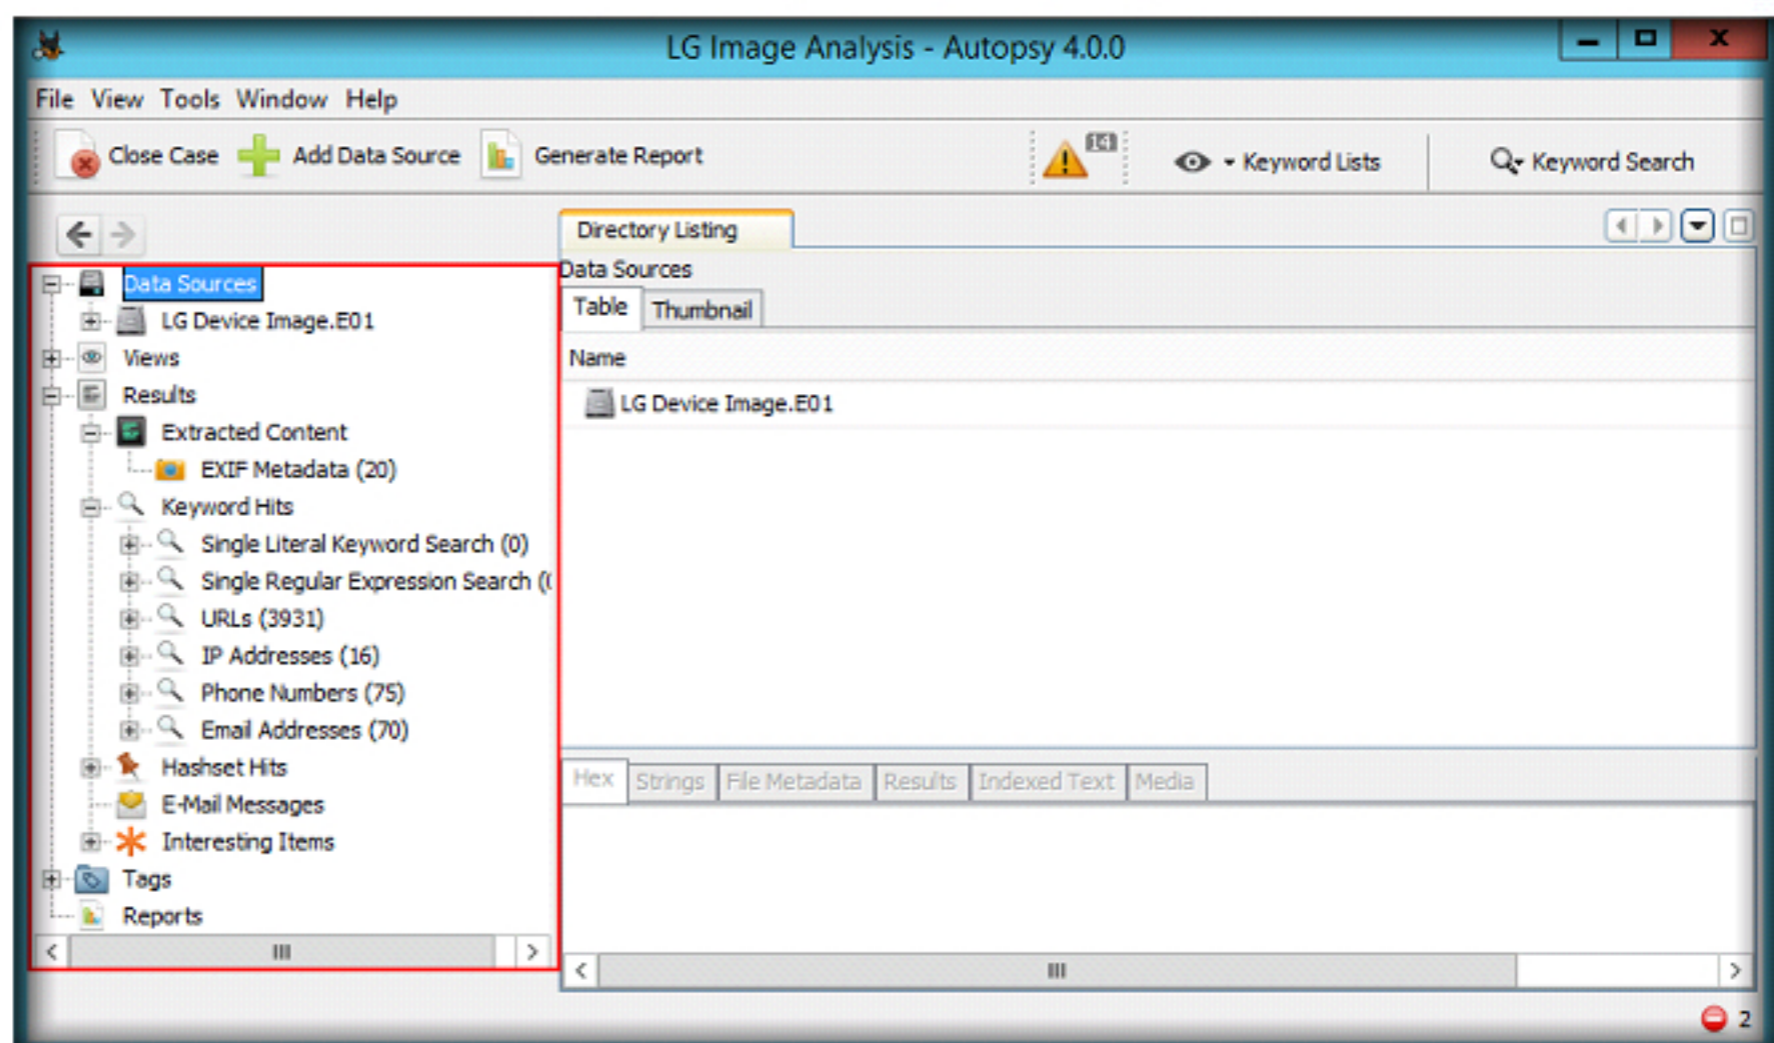 LG Image Analysis - Autopsy 4.0.0
File View Tools Window Help
Close Case Add Data Source Generate Report Keyword Lists Keyword Search
Directory Listing
Data Sources
Table Thumbnail
Name
LG Device Image.E01
Data Sources
LG Device Image.E01
Views
Results
Extracted Content
EXIF Metadata (20)
Keyword Hits
Single Literal Keyword Search (0)
Single Regular Expression Search (
URLs (3931)
IP Addresses (16)
Phone Numbers (75)
Email Addresses (70)
Hashset Hits
E-Mail Messages
Interesting Items
Tags
Reports
Hex Strings File Metadata Results Indexed Text Media
2